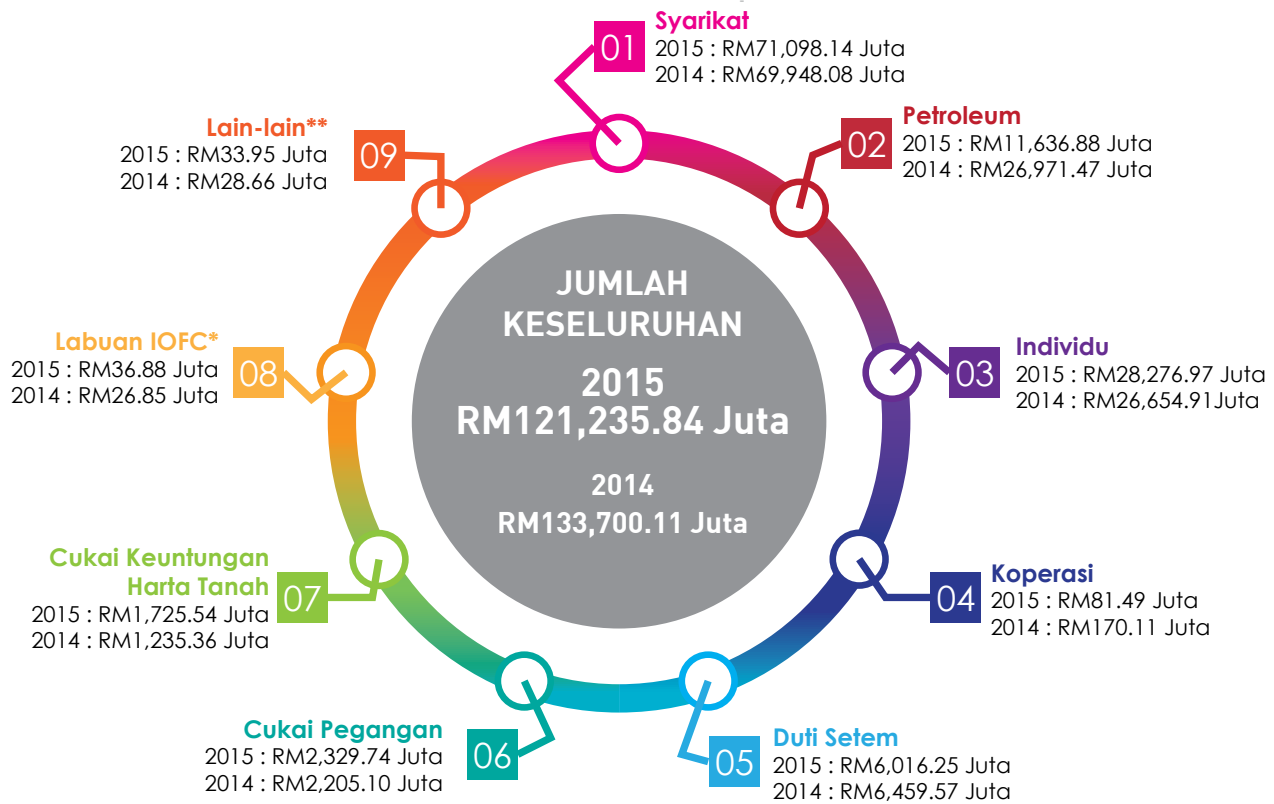 01
Syarikat
2015 : RM71,098.14 Juta
2014 : RM69,948.08 Juta
02
Petroleum
2015 : RM11,636.88 Juta
2014 : RM26,971.47 Juta
03
Individu
2015 : RM28,276.97 Juta
2014 : RM26,654.91Juta
04
Koperasi
2015 : RM81.49 Juta
2014 : RM170.11 Juta
05
Duti Setem
2015 : RM6,016.25 Juta
2014 : RM6,459.57 Juta
06
Cukai Pegangan
2015 : RM2,329.74 Juta
2014 : RM2,205.10 Juta
07
Cukai Keuntungan
Harta Tanah
2015 : RM1,725.54 Juta
2014 : RM1,235.36 Juta
08
Labuan IOFC*
2015 : RM36.88 Juta
2014 : RM26.85 Juta
09
Lain-lain**
2015 : RM33.95 Juta
2014 : RM28.66 Juta
JUMLAH
KESELURUHAN
2015
RM121,235.84 Juta
2014
RM133,700.11 Juta